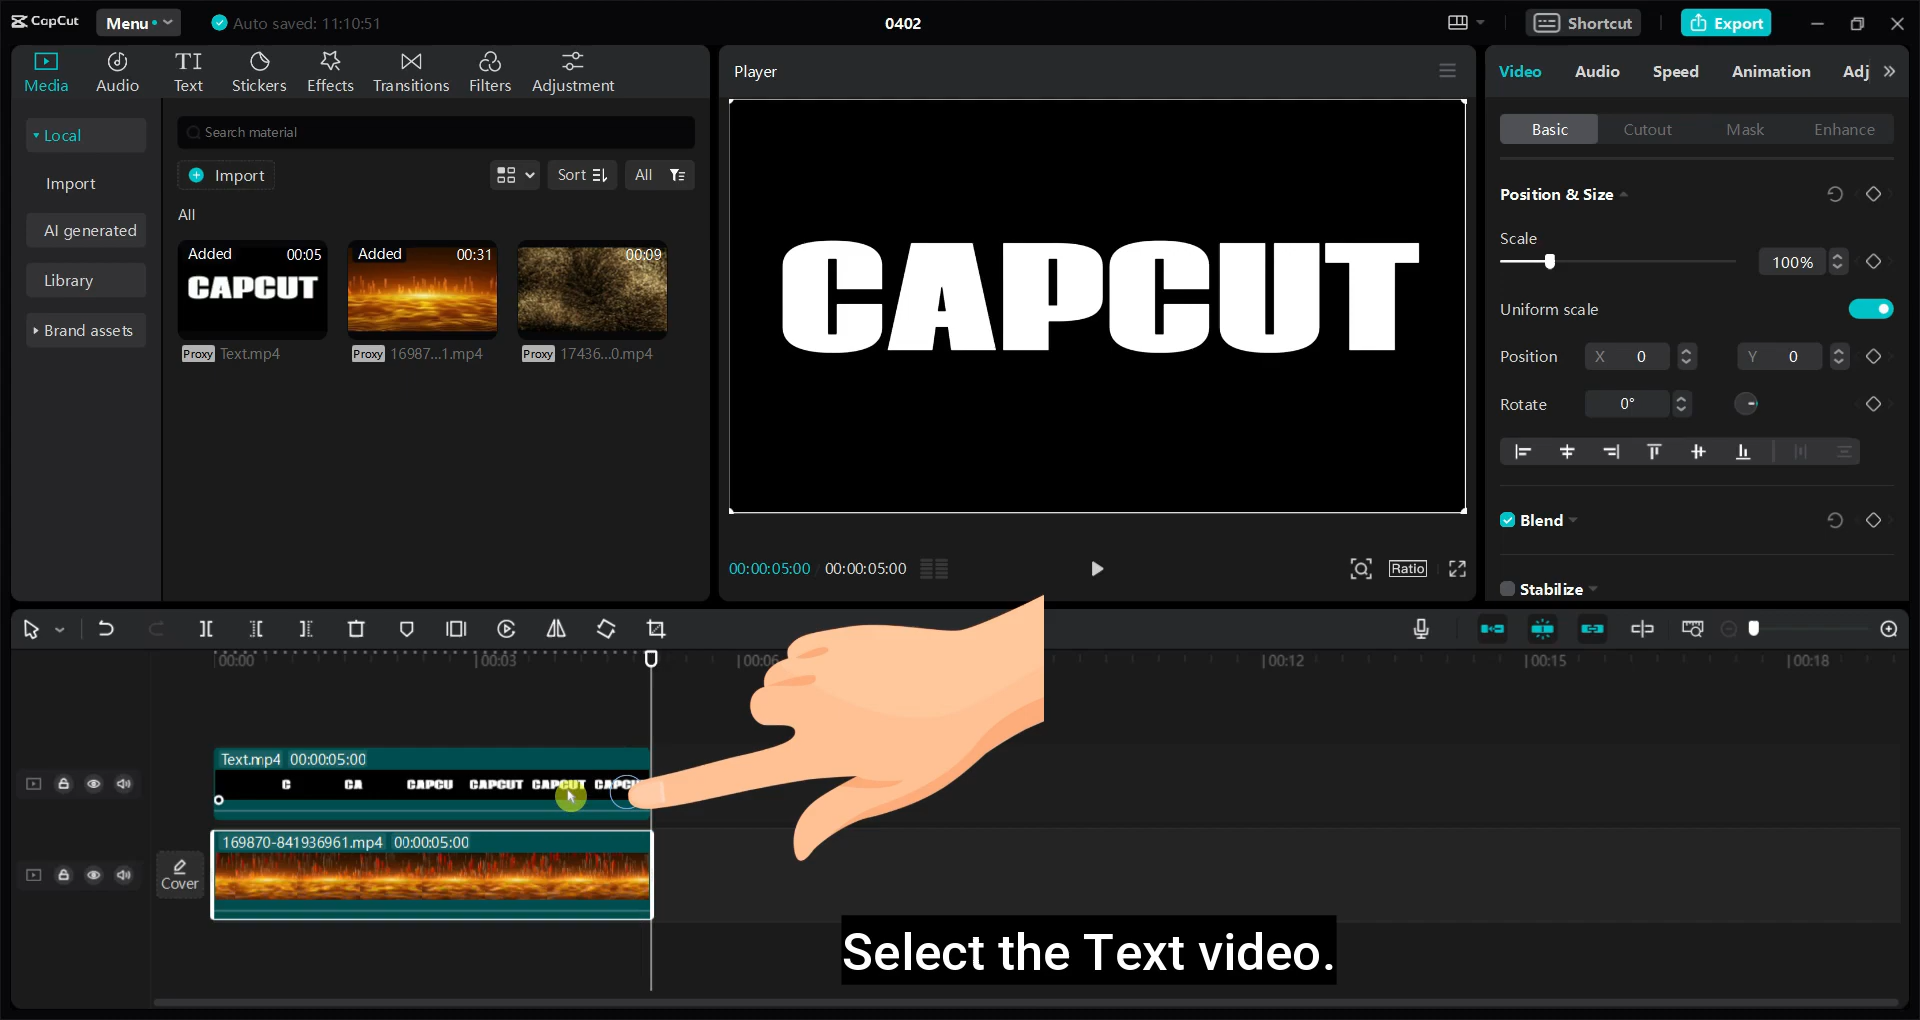 CapCut
Menu
Auto saved: 11:10:51
0402
Shortcut
Export
Media
Audio
Text
Stickers
Effects
Transitions
Filters
Adjustment
Local
Import
AI generated
Library
Brand assets
Search material
Import
Sort
All
All
Added 00:05
CAPCUT
Proxy Text.mp4
Added 00:31
Proxy 16987...1.mp4
00:09
Proxy 17436...0.mp4
Player
CAPCUT
00:00:05:00
00:00:05:00
Ratio
Video
Audio
Speed
Animation
Adj
Basic
Cutout
Mask
Enhance
Position & Size
Scale
100%
Uniform scale
Position
X 0
Y 0
Rotate
0°
Blend
Stabilize
00:00
00:03
00:06
00:12
00:15
00:18
Text.mp4 00:00:05:00
C CA CAPCU CAPCUT CAPCUT CAPCU
Cover
169870-841936961.mp4 00:00:05:00
Select the Text video.